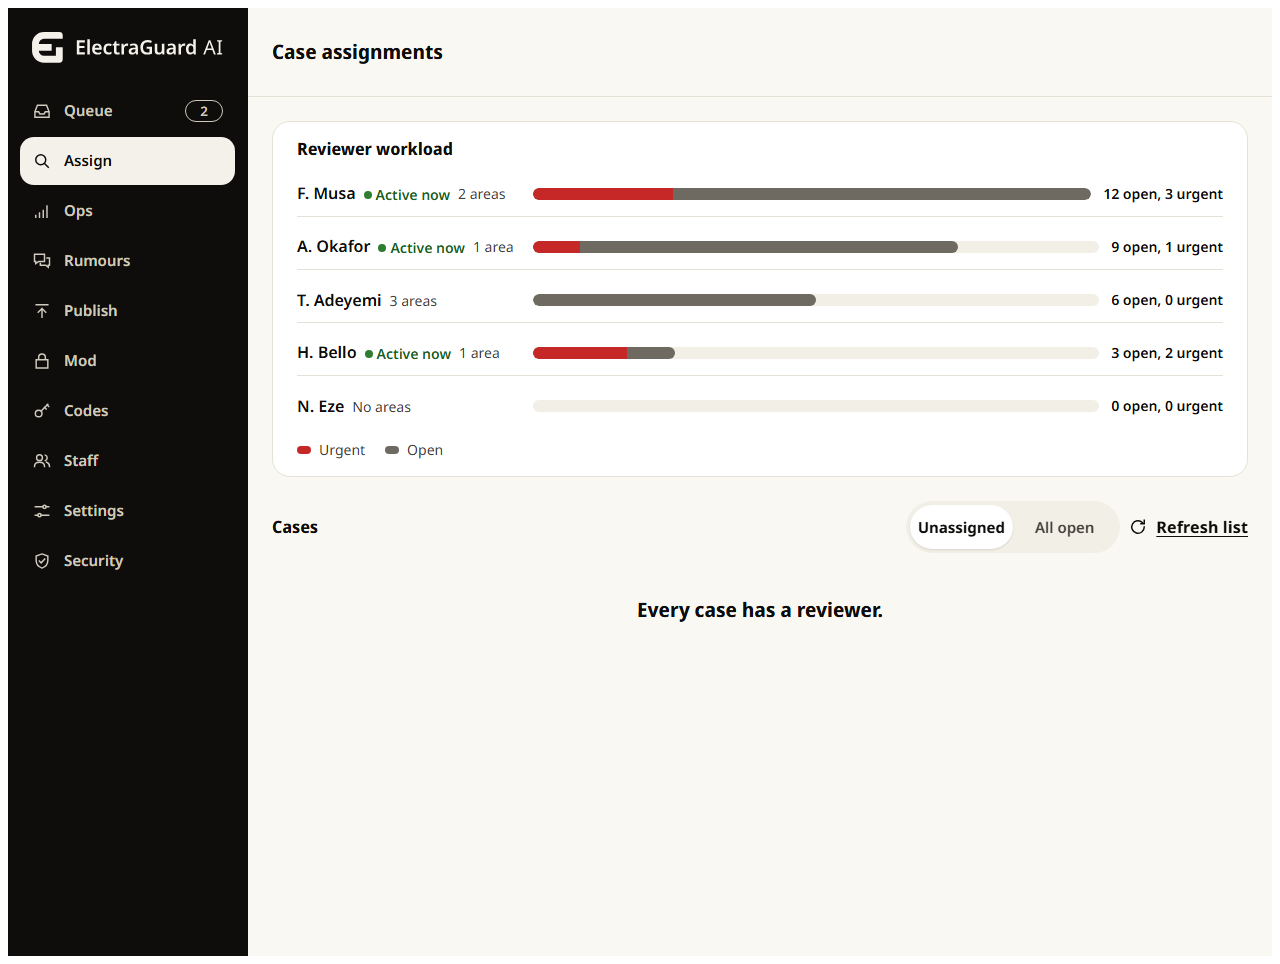 ElectraGuard AI
Queue 2
Assign
Ops
Rumours
Publish
Mod
Codes
Staff
Settings
Security
Case assignments
Reviewer workload
F. Musa Active now 2 areas 12 open, 3 urgent
A. Okafor Active now 1 area 9 open, 1 urgent
T. Adeyemi 3 areas 6 open, 0 urgent
H. Bello Active now 1 area 3 open, 2 urgent
N. Eze No areas 0 open, 0 urgent
Urgent Open
Cases Unassigned All open Refresh list
Every case has a reviewer.